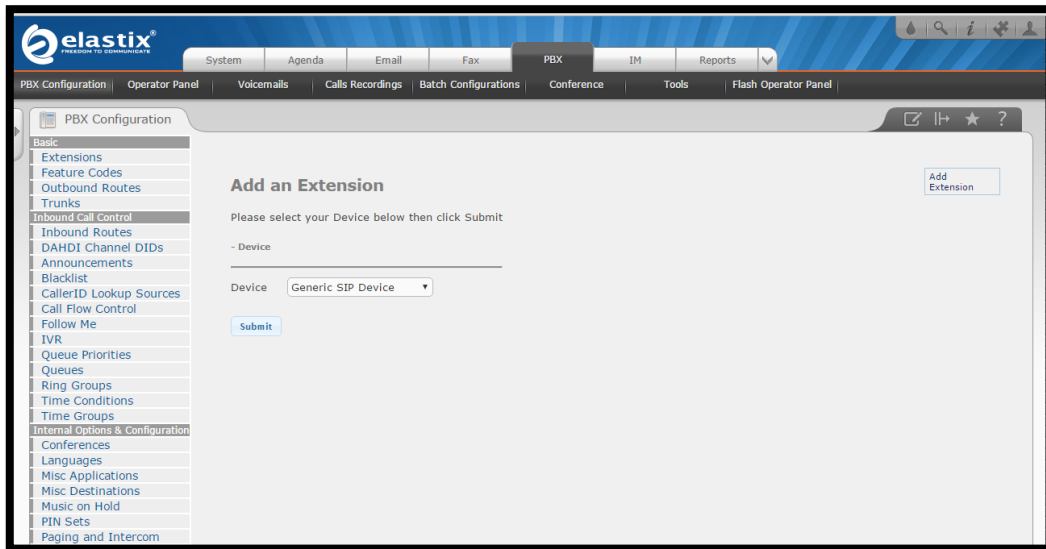 elastix®
FREEDOM TO COMMUNICATE
System Agenda Email Fax PBX IM Reports
PBX Configuration Operator Panel Voicemails Calls Recordings Batch Configurations Conference Tools Flash Operator Panel
PBX Configuration
Basic
Extensions
Feature Codes
Outbound Routes
Trunks
Inbound Call Control
Inbound Routes
DAHDI Channel DIDs
Announcements
Blacklist
CallerID Lookup Sources
Call Flow Control
Follow Me
IVR
Queue Priorities
Queues
Ring Groups
Time Conditions
Time Groups
Internal Options & Configuration
Conferences
Languages
Misc Applications
Misc Destinations
Music on Hold
PIN Sets
Paging and Intercom
Add an Extension
Please select your Device below then click Submit
- Device
Device Generic SIP Device
Submit
Add
Extension